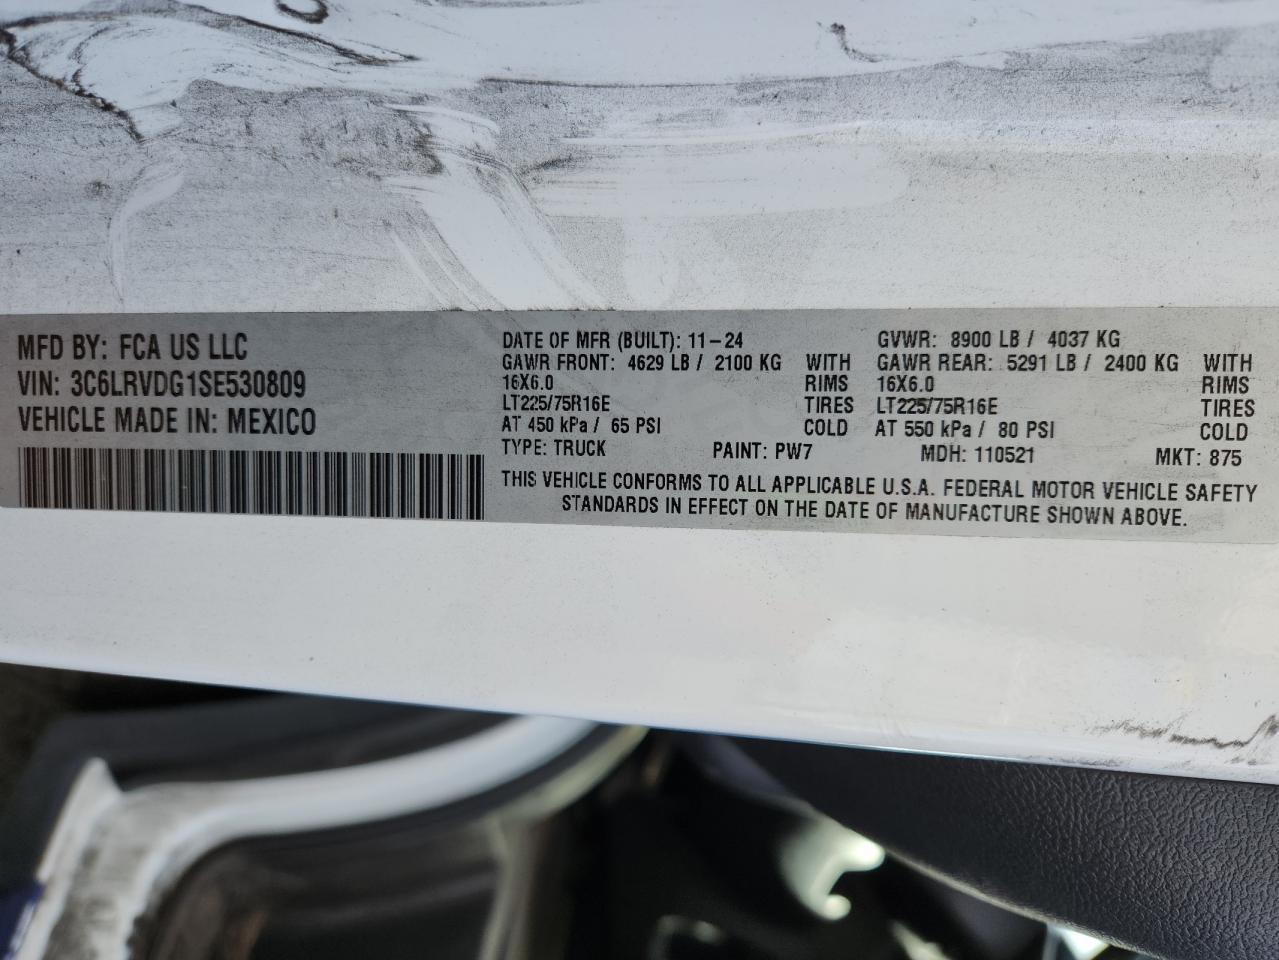 MFD BY: FCA US LLC
VIN: 3C6LRVDG1SE530809
VEHICLE MADE IN: MEXICO
DATE OF MFR (BUILT): 11-24
GAWR FRONT: 4629 LB / 2100 KG WITH
16X6.0 RIMS
LT225/75R16E TIRES
AT 450 kPa / 65 PSI COLD
GVWR: 8900 LB / 4037 KG
GAWR REAR: 5291 LB / 2400 KG WITH
16X6.0 RIMS
LT225/75R16E TIRES
AT 550 kPa / 80 PSI COLD
TYPE: TRUCK PAINT: PW7 MDH: 110521 MKT: 875
THIS VEHICLE CONFORMS TO ALL APPLICABLE U.S.A. FEDERAL MOTOR VEHICLE SAFETY
STANDARDS IN EFFECT ON THE DATE OF MANUFACTURE SHOWN ABOVE.